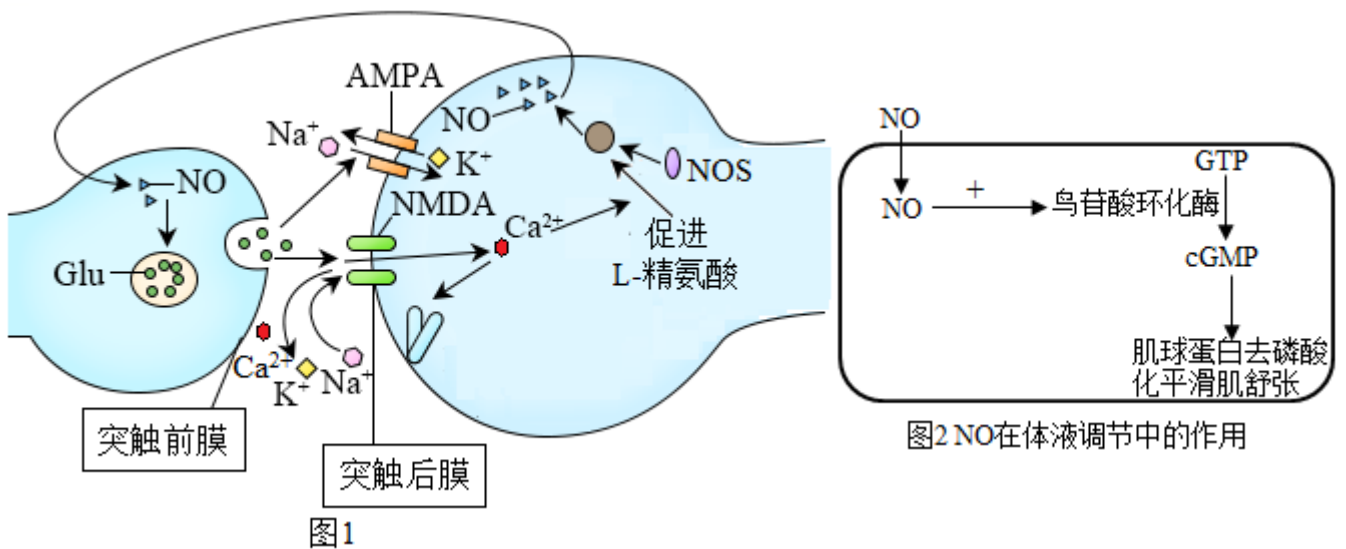 AMPA
NO
Na⁺
K⁺
NOS
NO
NMDA
Ca²⁺
促进
L-精氨酸
Glu
Ca²⁺
K⁺
Na⁺
突触前膜
突触后膜
图1
NO
GTP
NO
+
鸟苷酸环化酶
cGMP
肌球蛋白去磷酸
化平滑肌舒张
图2 NO在体液调节中的作用